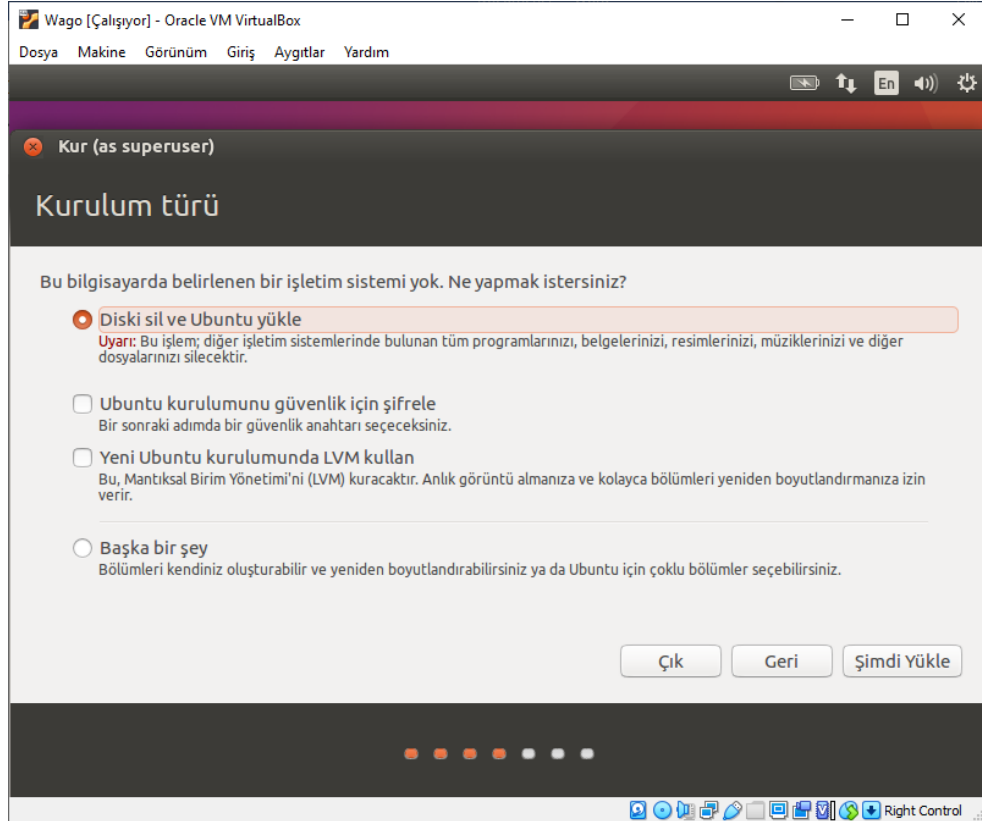 Wago [Çalışıyor] - Oracle VM VirtualBox
Dosya Makine Görünüm Giriş Aygıtlar Yardım
En
Kur (as superuser)
Kurulum türü
Bu bilgisayarda belirlenen bir işletim sistemi yok. Ne yapmak istersiniz?
Diski sil ve Ubuntu yükle
Uyarı: Bu işlem; diğer işletim sistemlerinde bulunan tüm programlarınızı, belgelerinizi, resimlerinizi, müziklerinizi ve diğer
dosyalarınızı silecektir.
Ubuntu kurulumunu güvenlik için şifrele
Bir sonraki adımda bir güvenlik anahtarı seçeceksiniz.
Yeni Ubuntu kurulumunda LVM kullan
Bu, Mantıksal Birim Yönetimi'ni (LVM) kuracaktır. Anlık görüntü almanıza ve kolayca bölümleri yeniden boyutlandırmanıza izin
verir.
Başka bir şey
Bölümleri kendiniz oluşturabilir ve yeniden boyutlandırabilirsiniz ya da Ubuntu için çoklu bölümler seçebilirsiniz.
Çık Geri Şimdi Yükle
Right Control